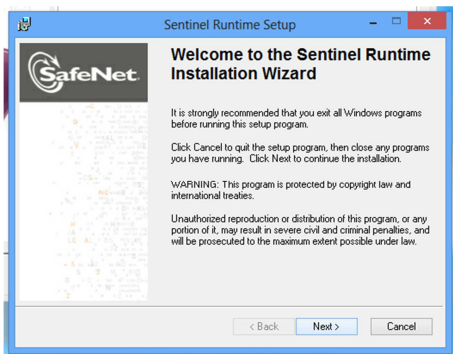 Sentinel Runtime Setup
SafeNet.
Welcome to the Sentinel Runtime
Installation Wizard
It is strongly recommended that you exit all Windows programs
before running this setup program.
Click Cancel to quit the setup program, then close any programs
you have running. Click Next to continue the installation.
WARNING: This program is protected by copyright law and
international treaties.
Unauthorized reproduction or distribution of this program, or any
portion of it, may result in severe civil and criminal penalties, and
will be prosecuted to the maximum extent possible under law.
< Back
Next >
Cancel